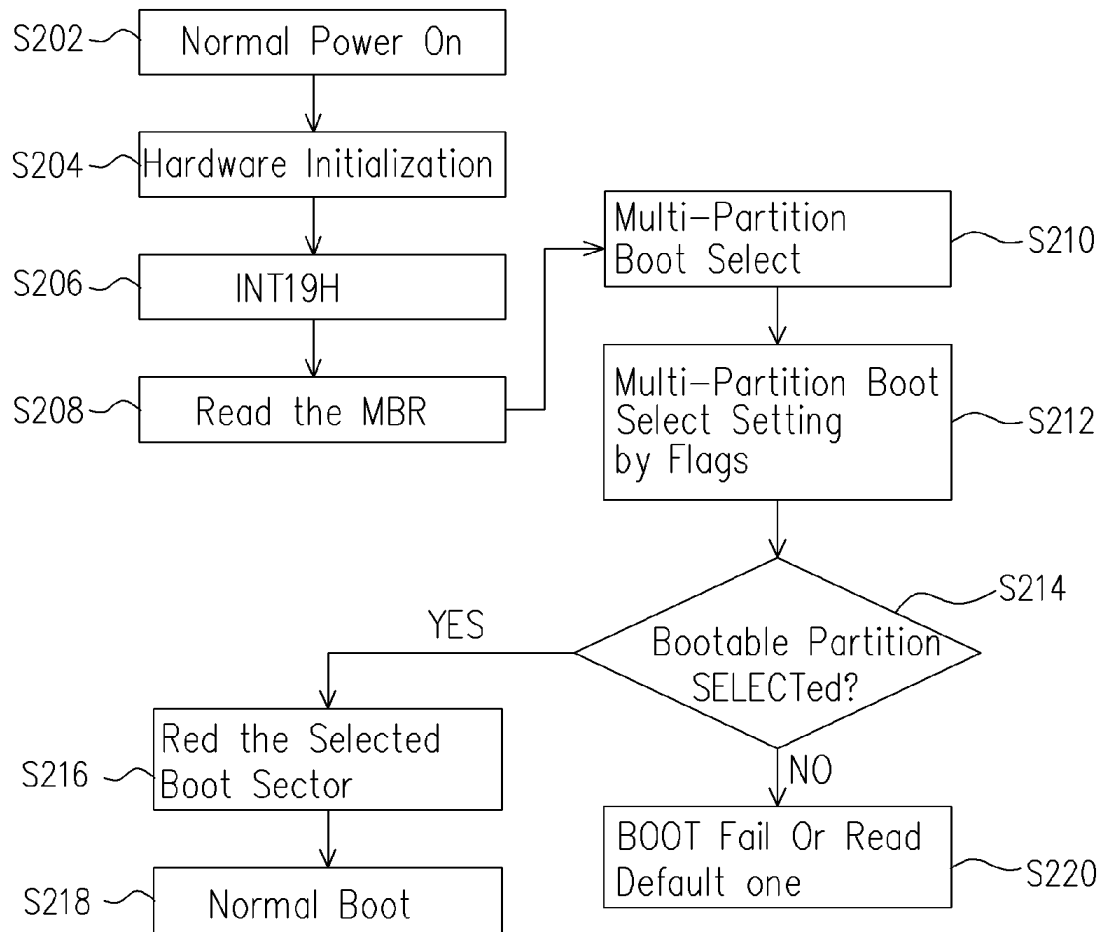 S202
Normal Power On
S204
Hardware Initialization
S206
INT19H
S208
Read the MBR
Multi-Partition
Boot Select
S210
Multi-Partition Boot
Select Setting
by Flags
S212
S214
Bootable Partition
SELECTed?
YES
NO
S216
Red the Selected
Boot Sector
S218
Normal Boot
BOOT Fail Or Read
Default one
S220